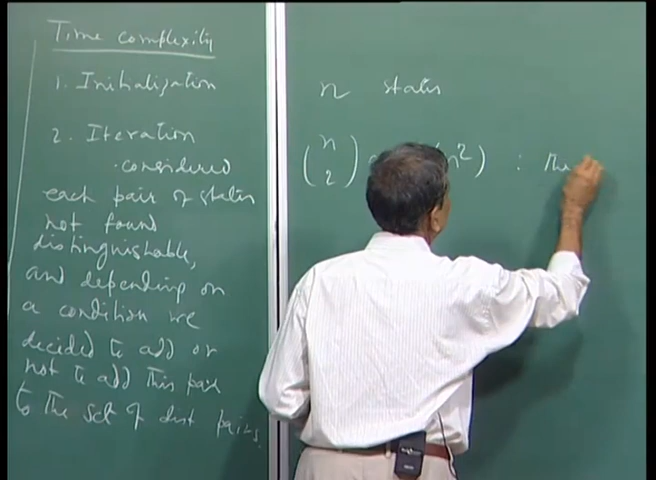 Time complexity
1. Initialization
2. Iteration
. considered
each pair of states
not found
distinguishable,
and depending on
a condition we
decided to add or
not to add this pair
to the set of dist pairs.
n states
(n 2) n²) : the